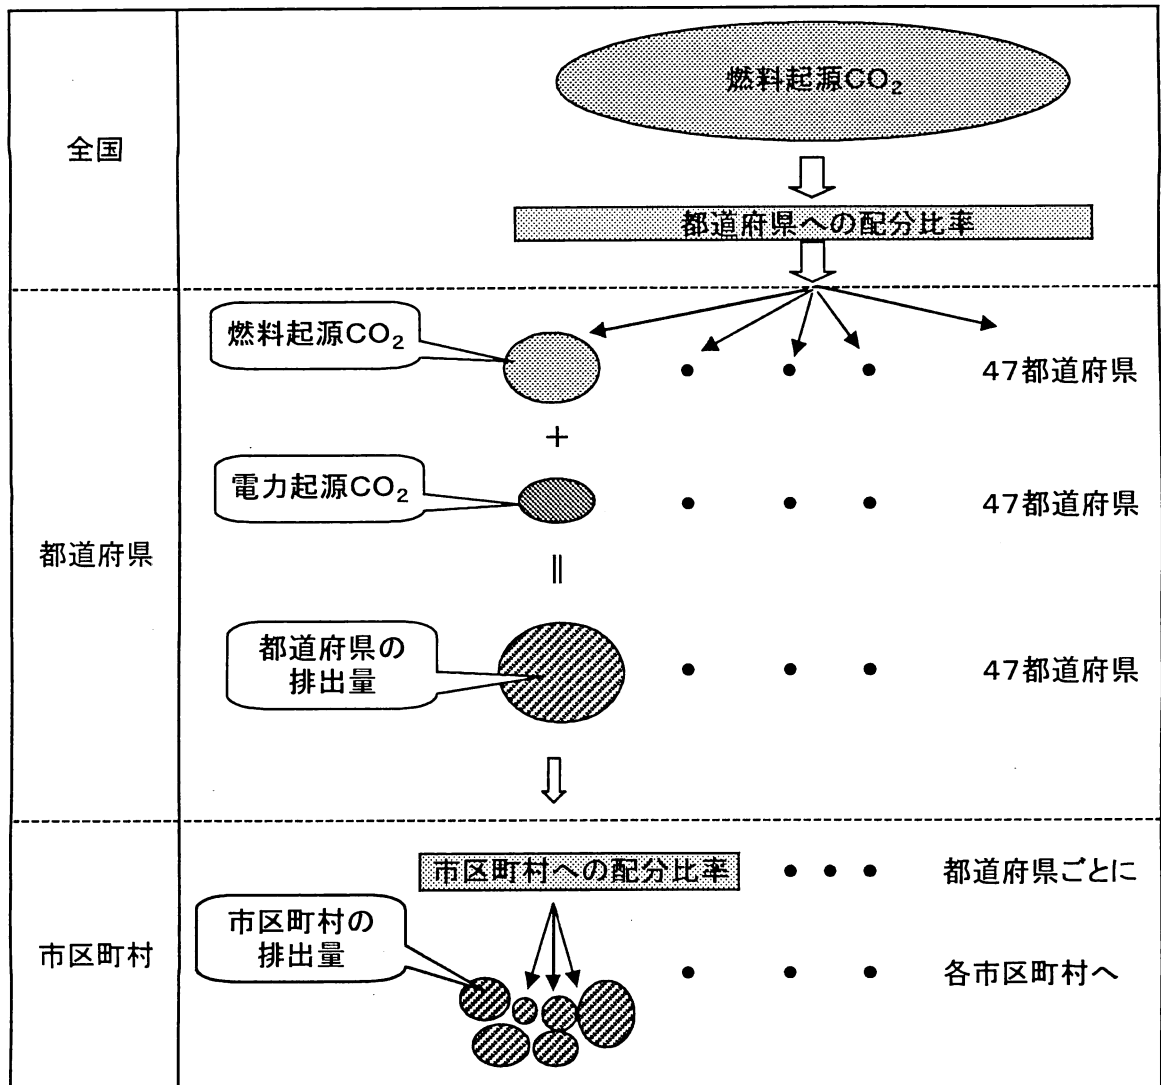 全国
燃料起源CO₂
都道府県への配分比率
都道府県
燃料起源CO₂
47都道府県
+
電力起源CO₂
47都道府県
||
都道府県の
排出量
47都道府県
市区町村
市区町村への配分比率
都道府県ごとに
市区町村の
排出量
各市区町村へ